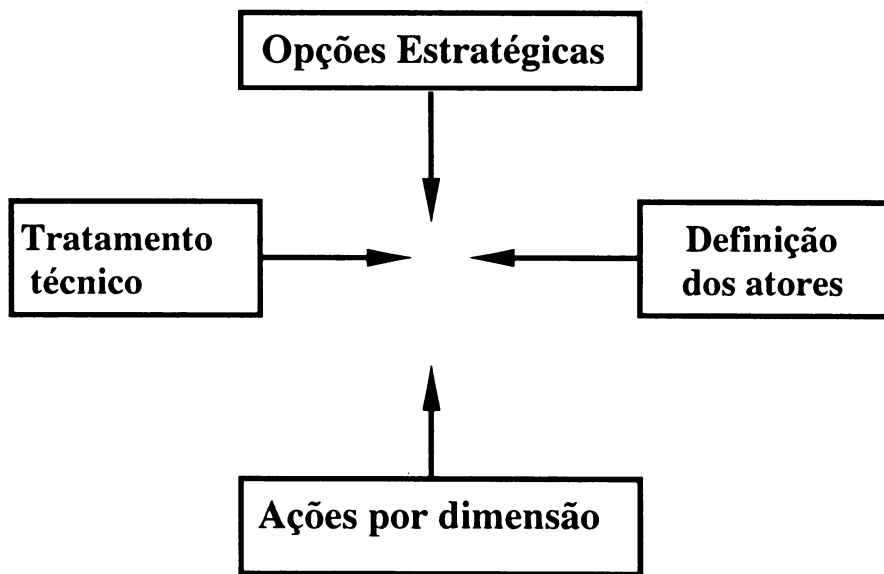 Opções Estratégicas
Tratamento
técnico
Definição
dos atores
Ações por dimensão